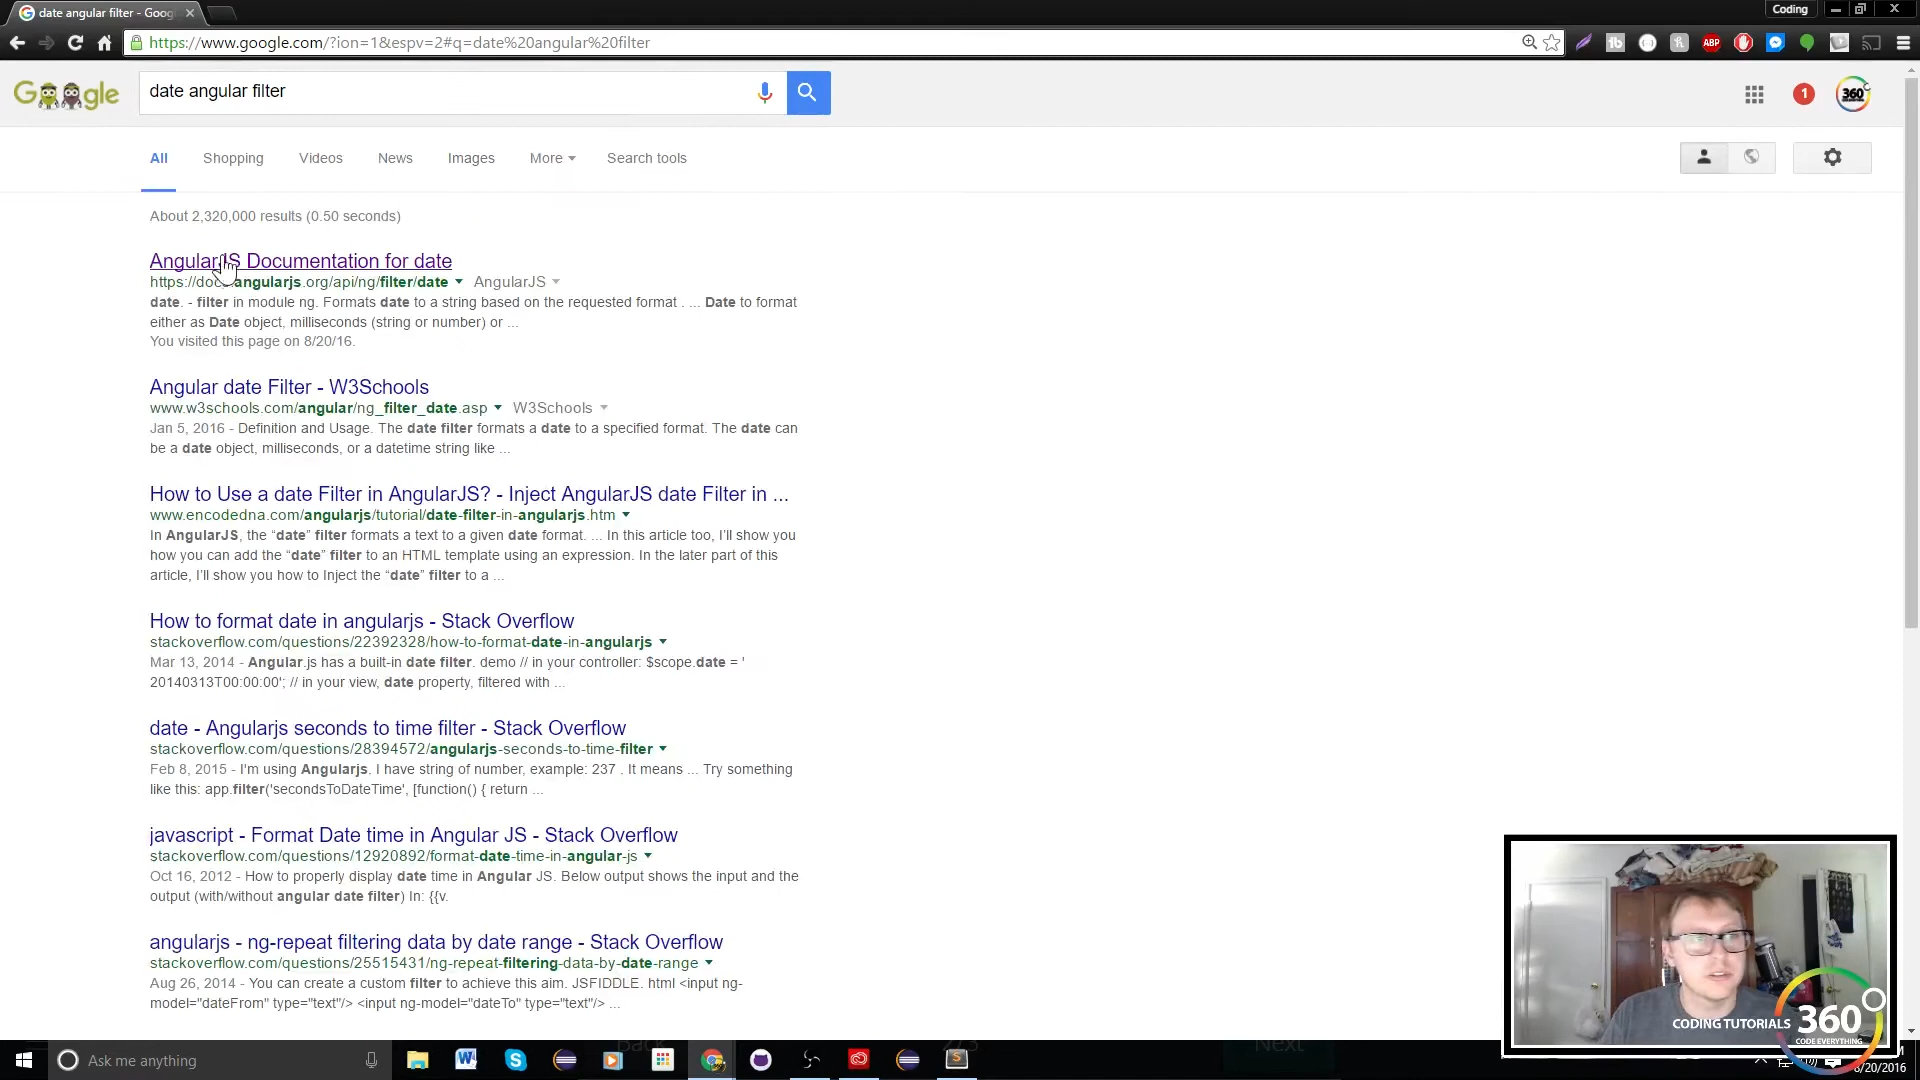 date angular filter - Goog
Coding
https://www.google.com/?ion=1&espv=2#q=date%20angular%20filter
ABP
Google
date angular filter
1
360
All
Shopping
Videos
News
Images
More
Search tools
About 2,320,000 results (0.50 seconds)
AngularJS Documentation for date
https://docs.angularjs.org/api/ng/filter/date AngularJS
date. - filter in module ng. Formats date to a string based on the requested format . ... Date to format
either as Date object, milliseconds (string or number) or ...
You visited this page on 8/20/16.
Angular date Filter - W3Schools
www.w3schools.com/angular/ng_filter_date.asp W3Schools
Jan 5, 2016 - Definition and Usage. The date filter formats a date to a specified format. The date can
be a date object, milliseconds, or a datetime string like ...
How to Use a date Filter in AngularJS? - Inject AngularJS date Filter in ...
www.encodedna.com/angularjs/tutorial/date-filter-in-angularjs.htm
In AngularJS, the “date” filter formats a text to a given date format. ... In this article too, I’ll show you
how you can add the “date” filter to an HTML template using an expression. In the later part of this
article, I’ll show you how to Inject the “date” filter to a ...
How to format date in angularjs - Stack Overflow
stackoverflow.com/questions/22392328/how-to-format-date-in-angularjs
Mar 13, 2014 - Angular.js has a built-in date filter. demo // in your controller: $scope.date = '
20140313T00:00:00'; // in your view, date property, filtered with ...
date - Angularjs seconds to time filter - Stack Overflow
stackoverflow.com/questions/28394572/angularjs-seconds-to-time-filter
Feb 8, 2015 - I'm using Angularjs. I have string of number, example: 237 . It means ... Try something
like this: app.filter('secondsToDateTime', [function() { return ...
javascript - Format Date time in Angular JS - Stack Overflow
stackoverflow.com/questions/12920892/format-date-time-in-angular-js
Oct 16, 2012 - How to properly display date time in Angular JS. Below output shows the input and the
output (with/without angular date filter) In: {{v.
angularjs - ng-repeat filtering data by date range - Stack Overflow
stackoverflow.com/questions/25515431/ng-repeat-filtering-data-by-date-range
Aug 26, 2014 - You can create a custom filter to achieve this aim. JSFIDDLE. html <input ng-
model="dateFrom" type="text"/> <input ng-model="dateTo" type="text"/> ...
CODING TUTORIALS 360
CODE EVERYTHING
Ask me anything
Back
Next
8/20/2016